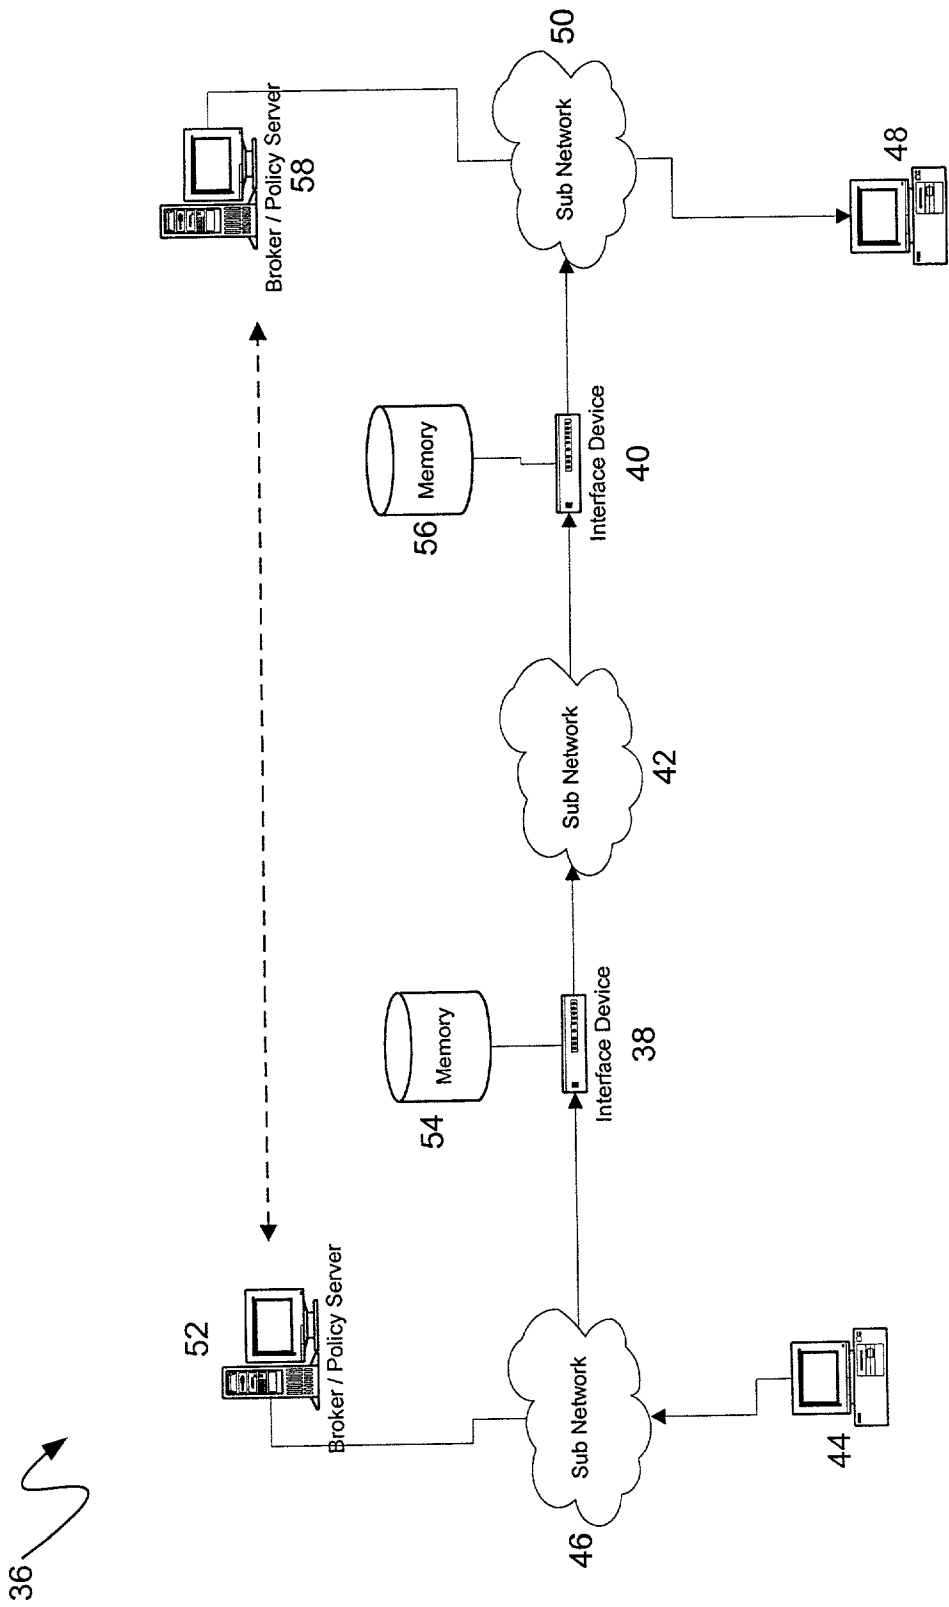 36
52
Broker / Policy Server
Broker / Policy Server
58
54
Memory
56
Memory
46
Sub Network
Interface Device
38
Sub Network
42
Interface Device
40
Sub Network
50
44
48